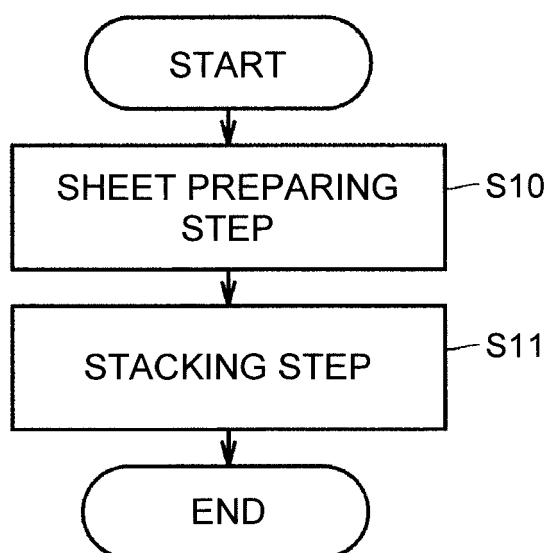 START
SHEET PREPARING
STEP
S10
STACKING STEP
S11
END